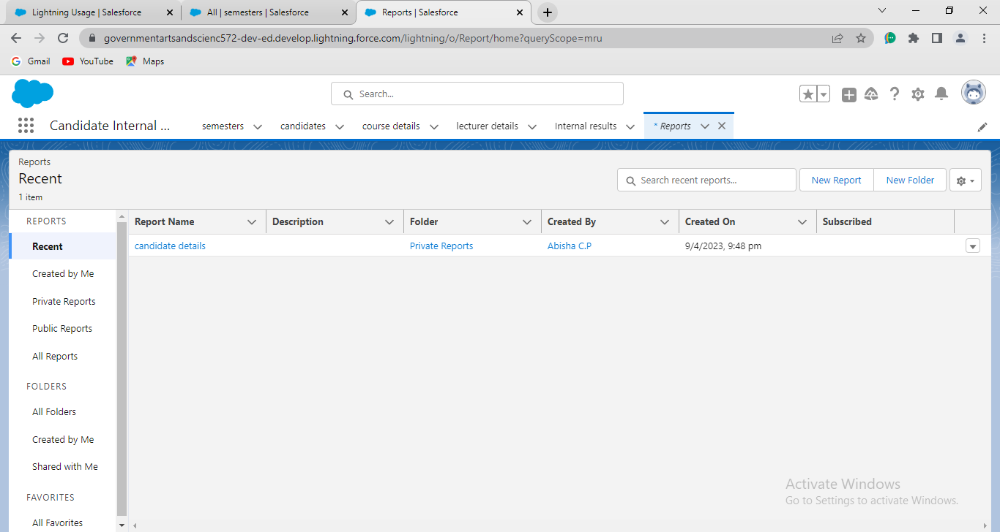 Lightning Usage | Salesforce
All | semesters | Salesforce
Reports | Salesforce
governmentartsandscienc572-dev-ed.develop.lightning.force.com/lightning/o/Report/home?queryScope=mru
Gmail YouTube Maps
Search...
Candidate Internal ... semesters candidates course details lecturer details Internal results * Reports
Reports
Recent
1 item
Search recent reports...
New Report New Folder
REPORTS
Recent
Created by Me
Private Reports
Public Reports
All Reports
FOLDERS
All Folders
Created by Me
Shared with Me
FAVORITES
All Favorites
Report Name Description Folder Created By Created On Subscribed
candidate details Private Reports Abisha C.P 9/4/2023, 9:48 pm
Activate Windows
Go to Settings to activate Windows.